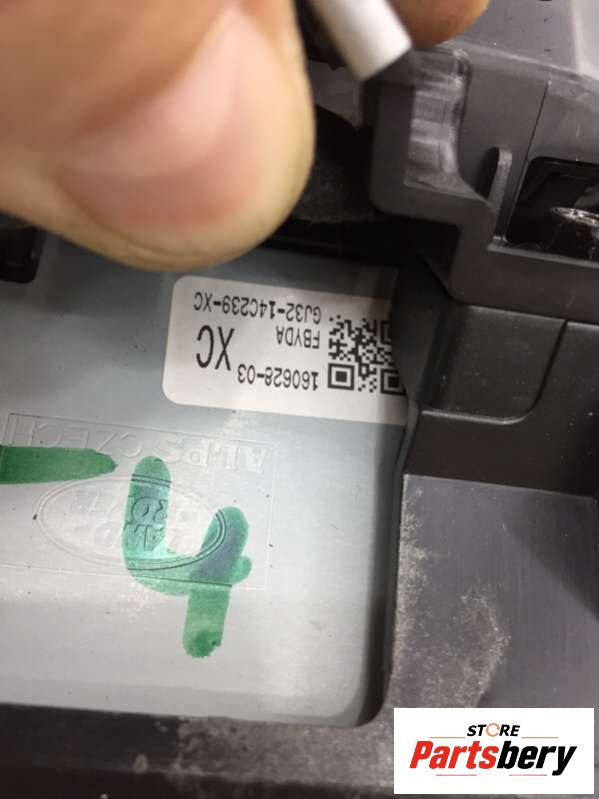 GJ32-14C239-XC
FBYDA
XC
160628-03
ALPS CZECH
LAND
ROVER
4
STORE
Partsbery